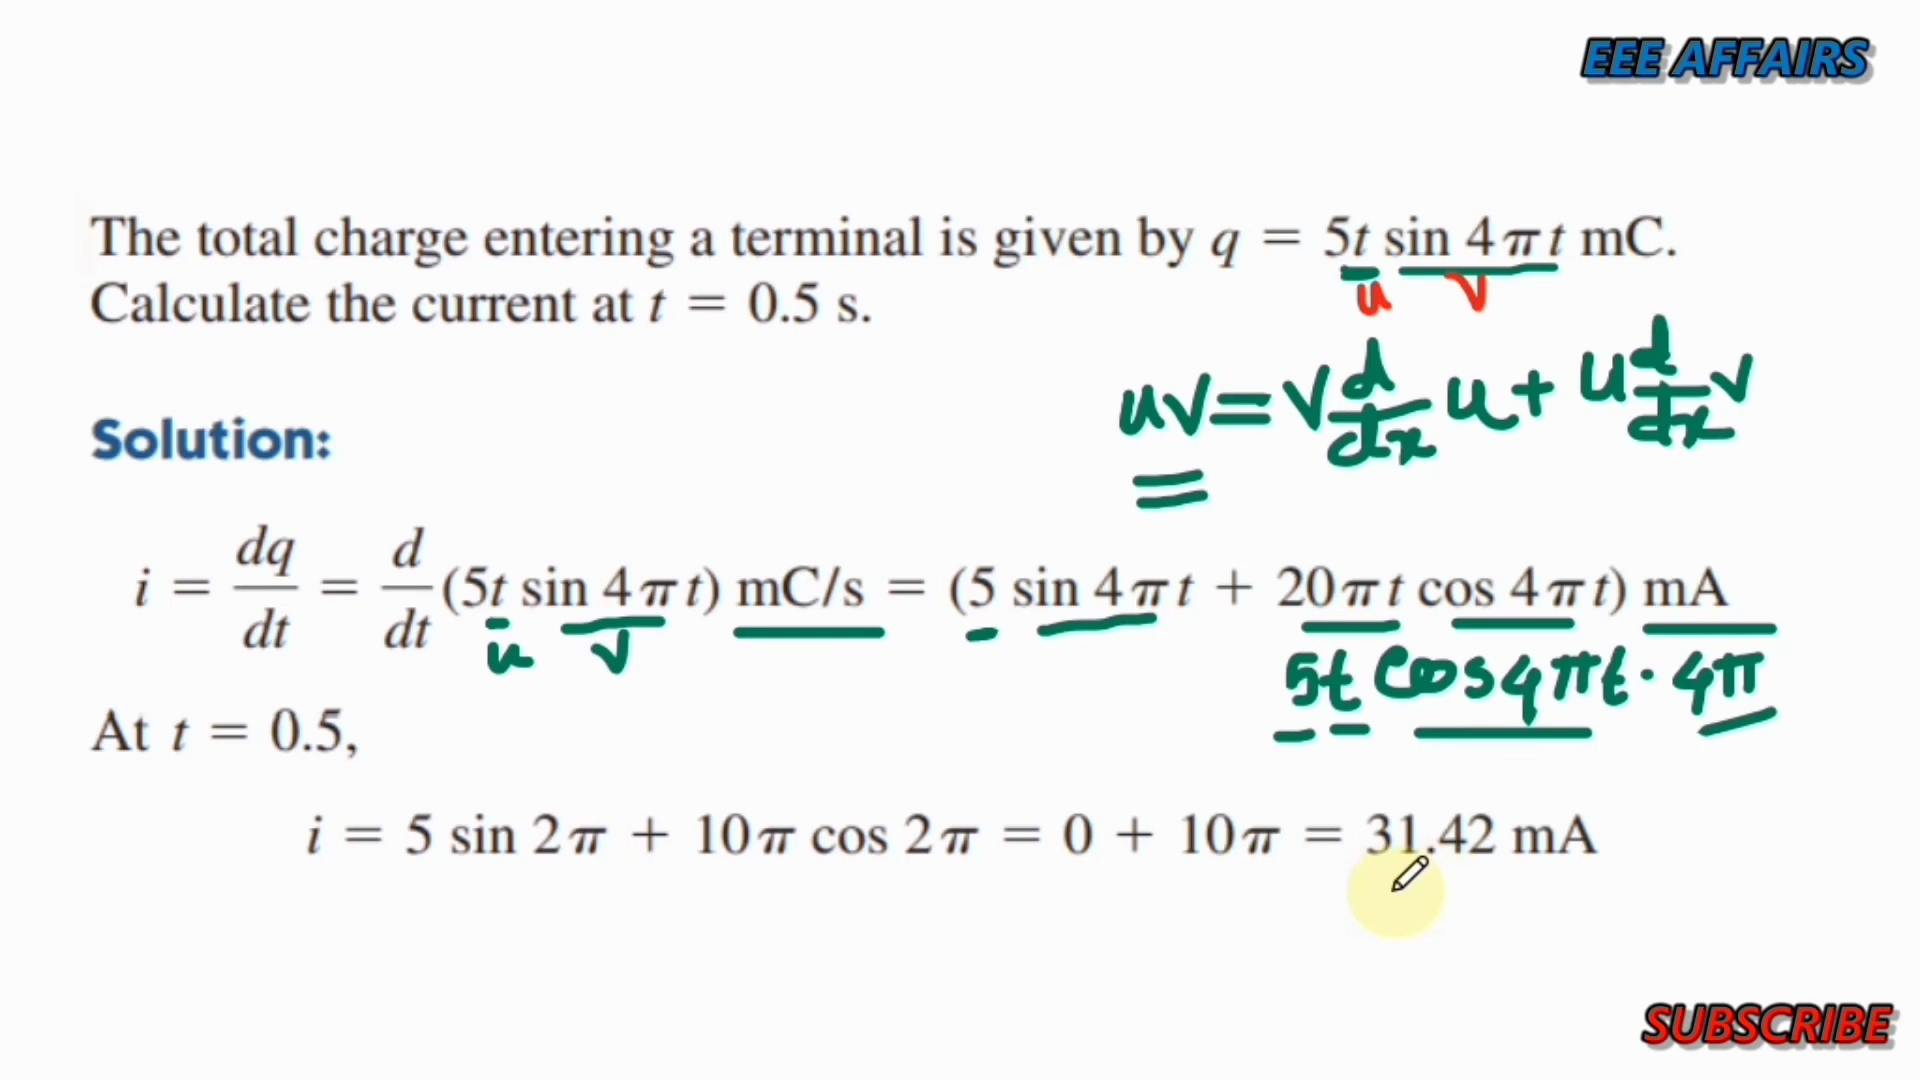 EEE AFFAIRS
The total charge entering a terminal is given by q = 5t sin 4πt mC.
u v
Calculate the current at t = 0.5 s.
uv = v d/dx u + u d/dx v
Solution:
i = dq/dt = d/dt (5t sin 4πt) mC/s = (5 sin 4πt + 20πt cos 4πt) mA
u v
5t cos 4πt · 4π
At t = 0.5,
i = 5 sin 2π + 10π cos 2π = 0 + 10π = 31.42 mA
SUBSCRIBE